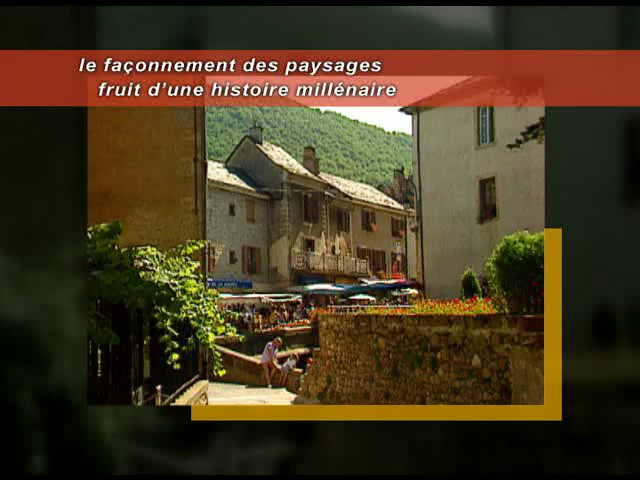 le façonnement des paysages
fruit d'une histoire millénaire